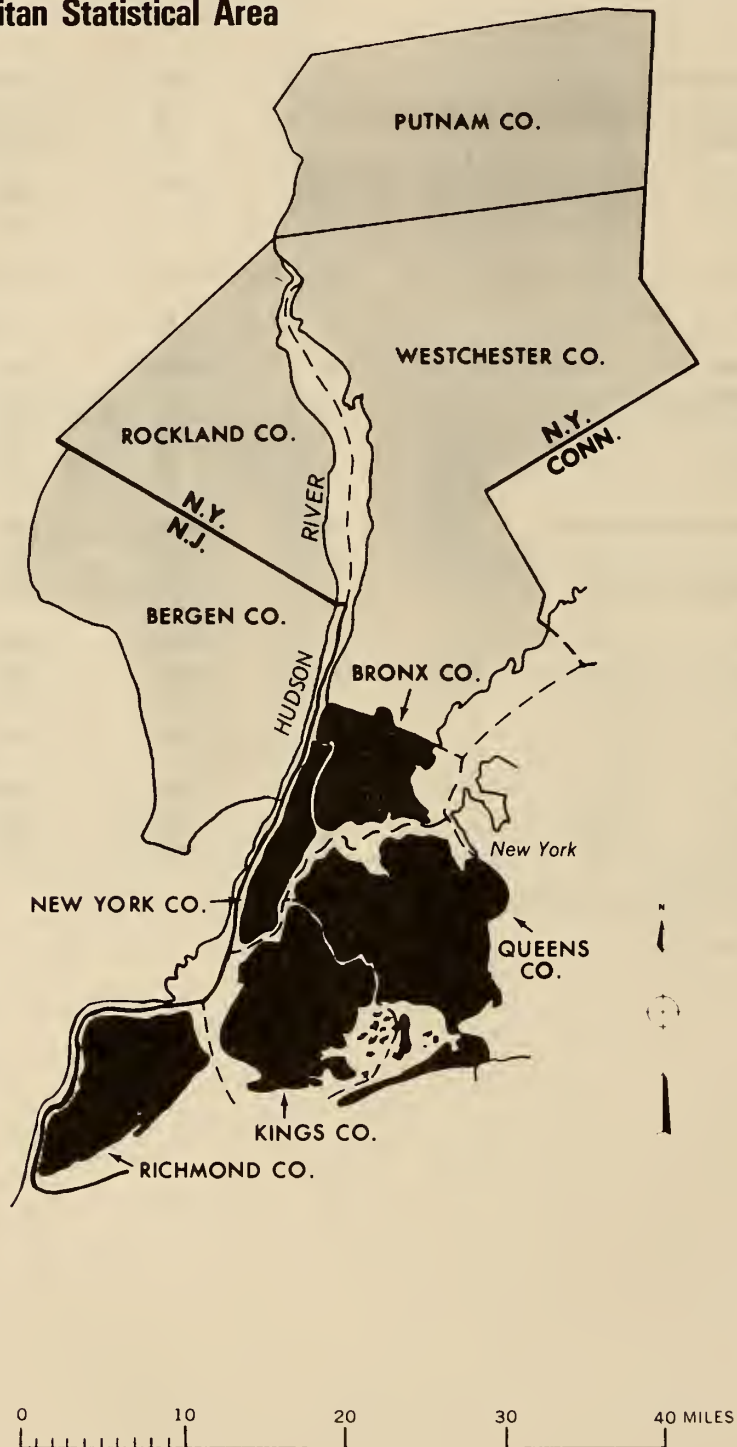 itan Statistical Area
PUTNAM CO.
WESTCHESTER CO.
ROCKLAND CO.
N.Y.
CONN.
RIVER
N.Y.
N.J.
BERGEN CO.
HUDSON
BRONX CO.
New York
NEW YORK CO.
QUEENS
CO.
N
KINGS CO.
RICHMOND CO.
0 10 20 30 40 MILES